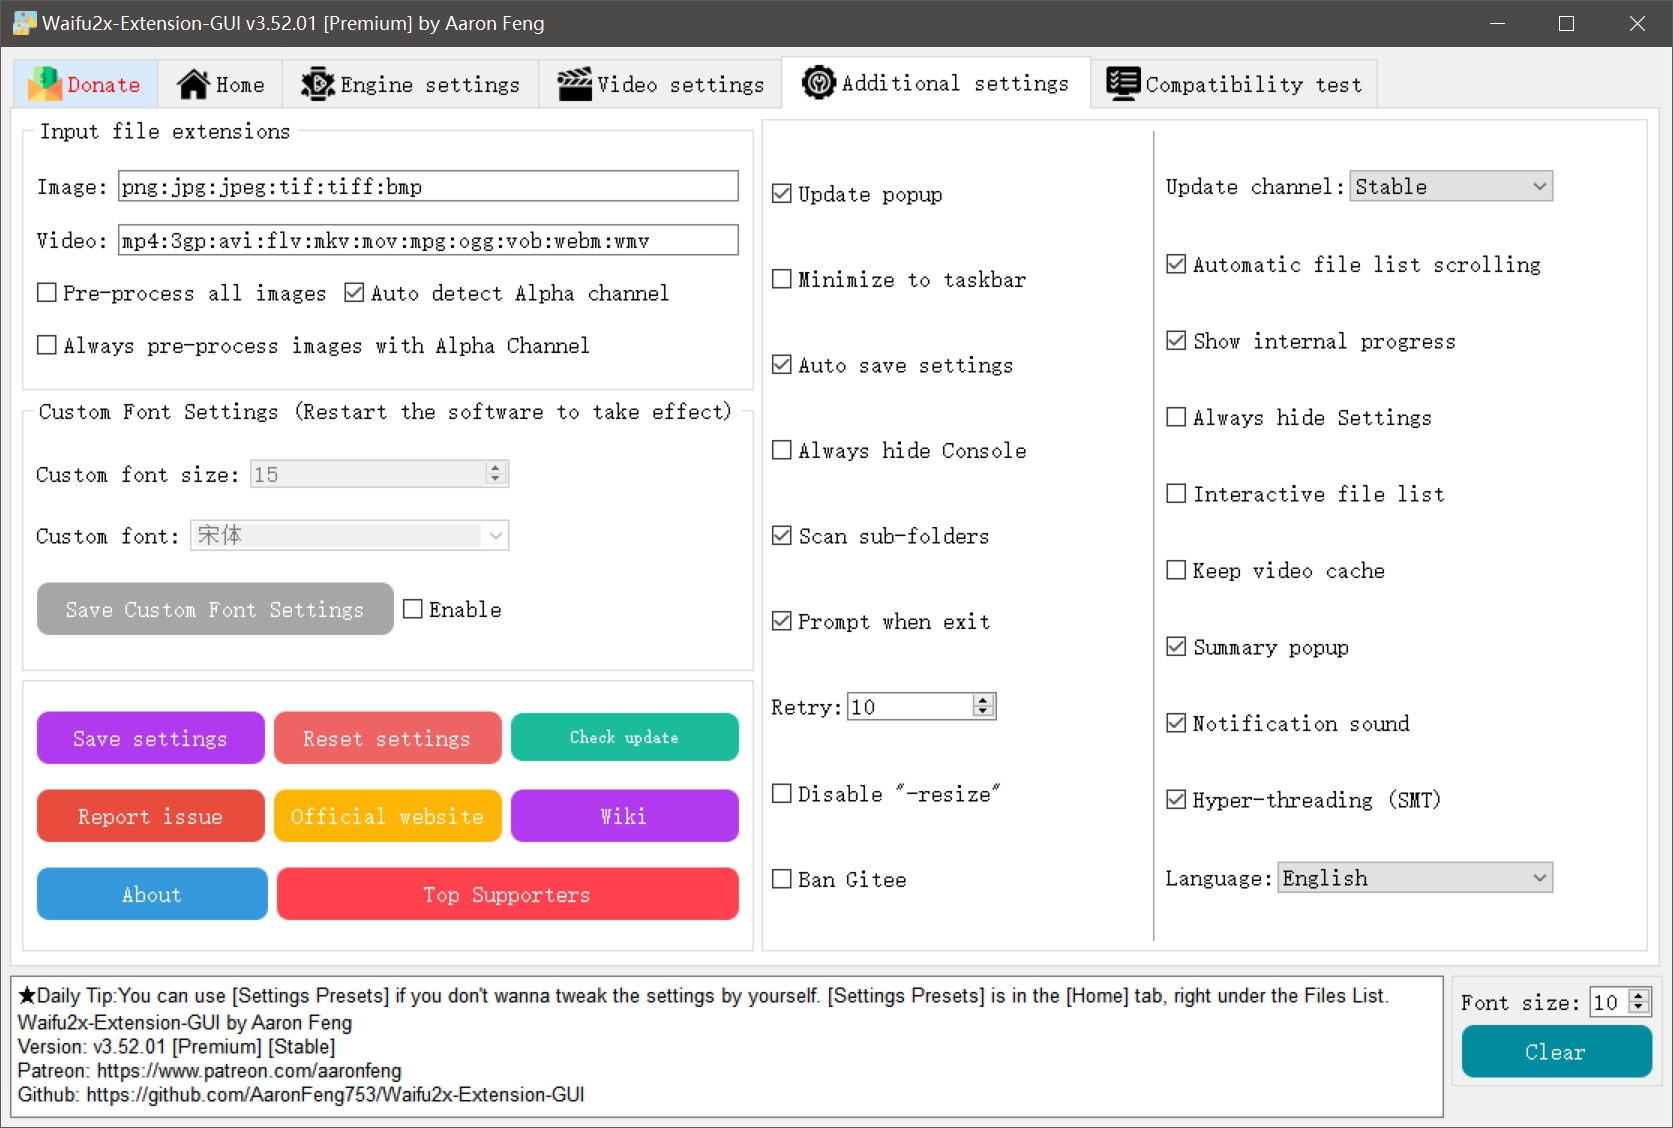 Waifu2x-Extension-GUI v3.52.01 [Premium] by Aaron Feng
Donate
Home
Engine settings
Video settings
Additional settings
Compatibility test
Input file extensions
Image: png:jpg:jpeg:tif:tiff:bmp
Video: mp4:3gp:avi:flv:mkv:mov:mpg:ogg:vob:webm:wmv
Pre-process all images
Auto detect Alpha channel
Always pre-process images with Alpha Channel
Custom Font Settings (Restart the software to take effect)
Custom font size: 15
Custom font: 宋体
Save Custom Font Settings
Enable
Save settings
Reset settings
Check update
Report issue
Official website
Wiki
About
Top Supporters
Update popup
Minimize to taskbar
Auto save settings
Always hide Console
Scan sub-folders
Prompt when exit
Retry: 10
Disable "-resize"
Ban Gitee
Update channel: Stable
Automatic file list scrolling
Show internal progress
Always hide Settings
Interactive file list
Keep video cache
Summary popup
Notification sound
Hyper-threading (SMT)
Language: English
★Daily Tip:You can use [Settings Presets] if you don't wanna tweak the settings by yourself. [Settings Presets] is in the [Home] tab, right under the Files List.
Waifu2x-Extension-GUI by Aaron Feng
Version: v3.52.01 [Premium] [Stable]
Patreon: https://www.patreon.com/aaronfeng
Github: https://github.com/AaronFeng753/Waifu2x-Extension-GUI
Font size: 10
Clear